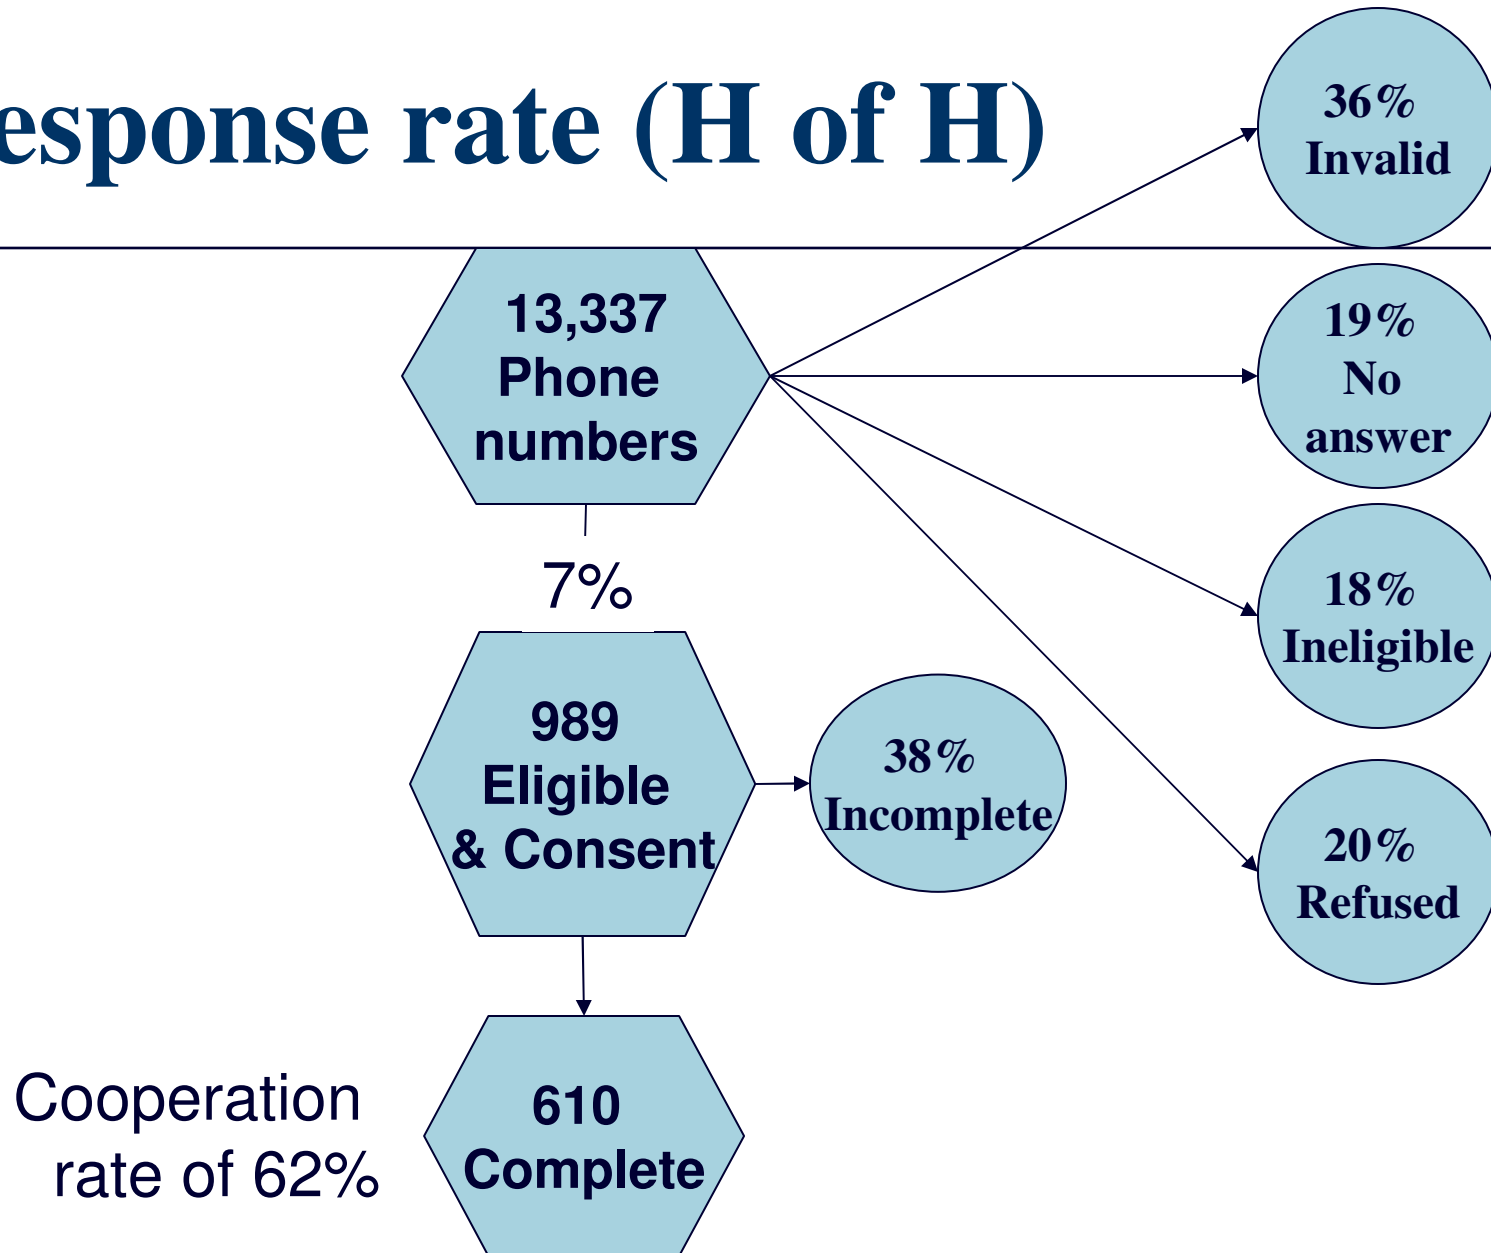 esponse rate (H of H)
36%
Invalid
13,337
Phone
numbers
19%
No
answer
7%
18%
Ineligible
989
Eligible
& Consent
38%
Incomplete
20%
Refused
Cooperation
rate of 62%
610
Complete